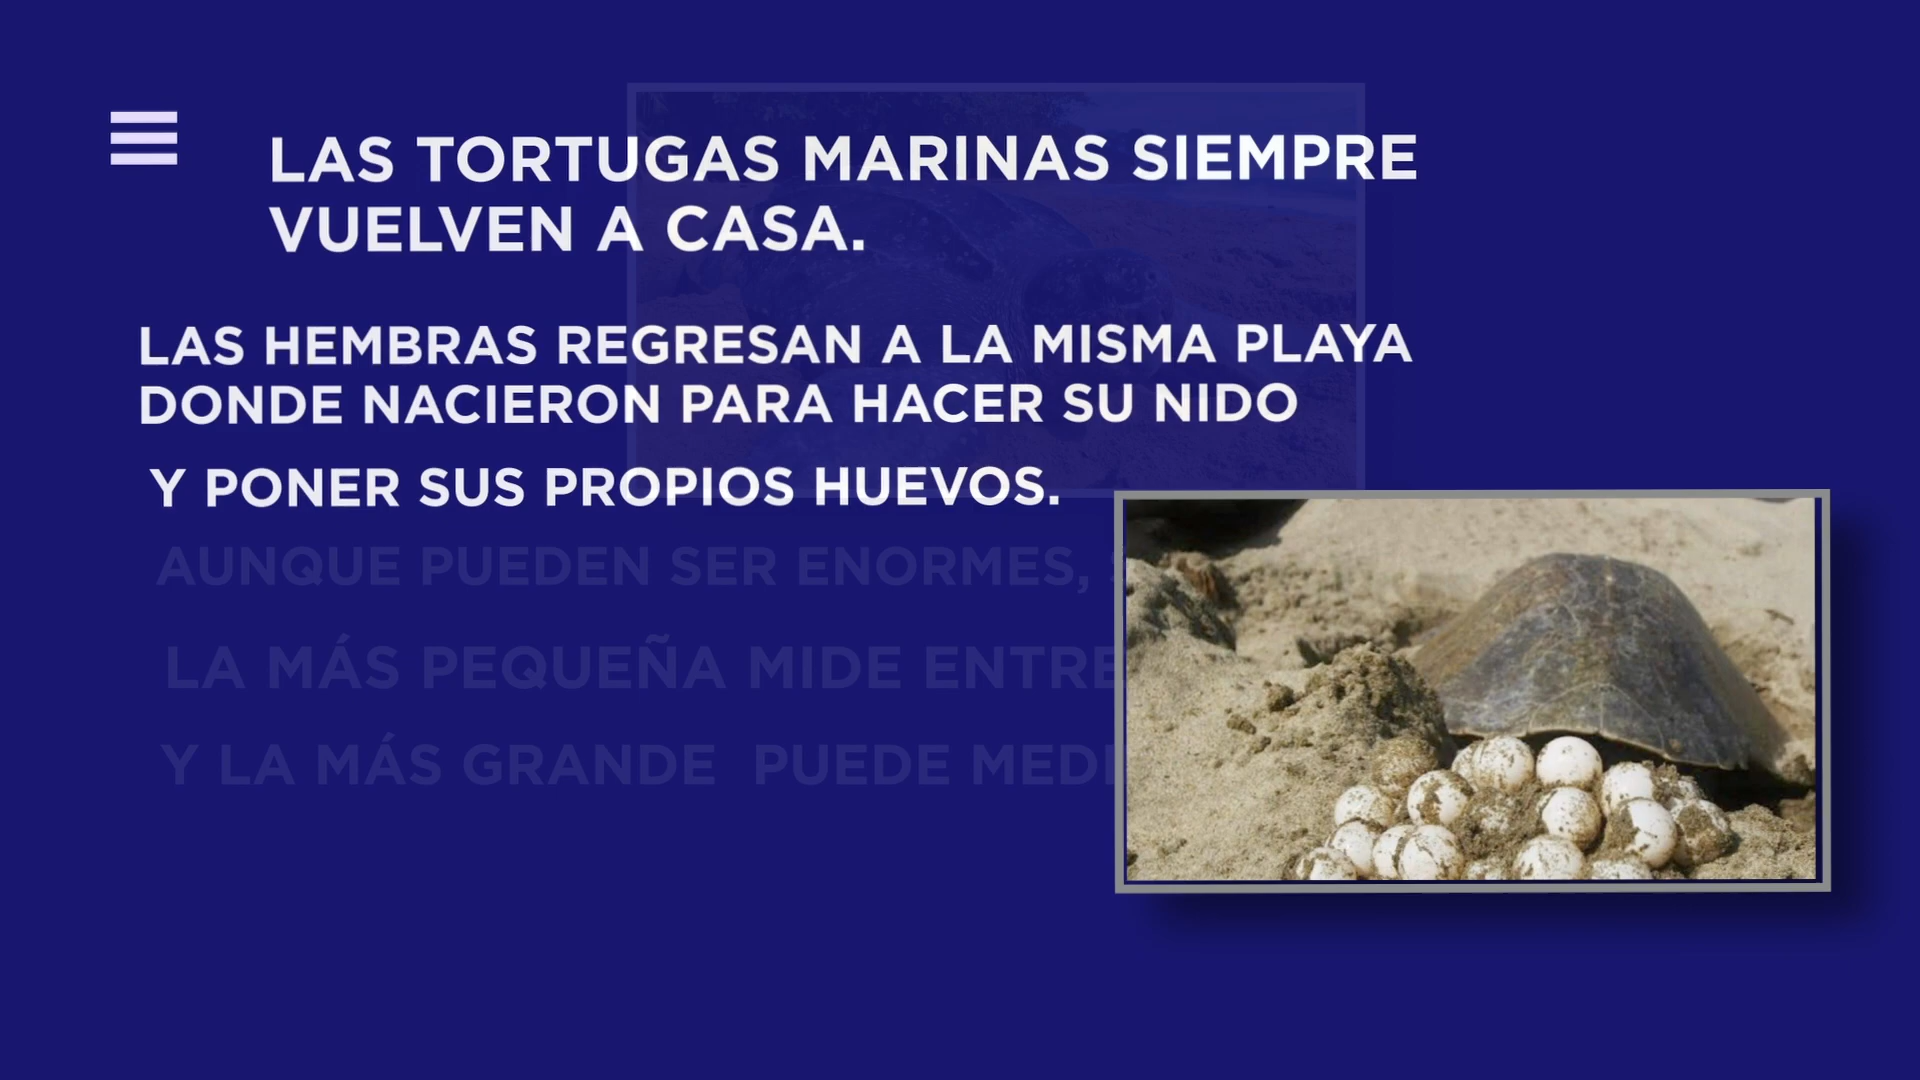 LAS TORTUGAS MARINAS SIEMPRE
VUELVEN A CASA.
LAS HEMBRAS REGRESAN A LA MISMA PLAYA
DONDE NACIERON PARA HACER SU NIDO
Y PONER SUS PROPIOS HUEVOS.
AUNQUE PUEDEN SER ENORMES,
LA MÁS PEQUEÑA MIDE ENTRE
Y LA MÁS GRANDE PUEDE